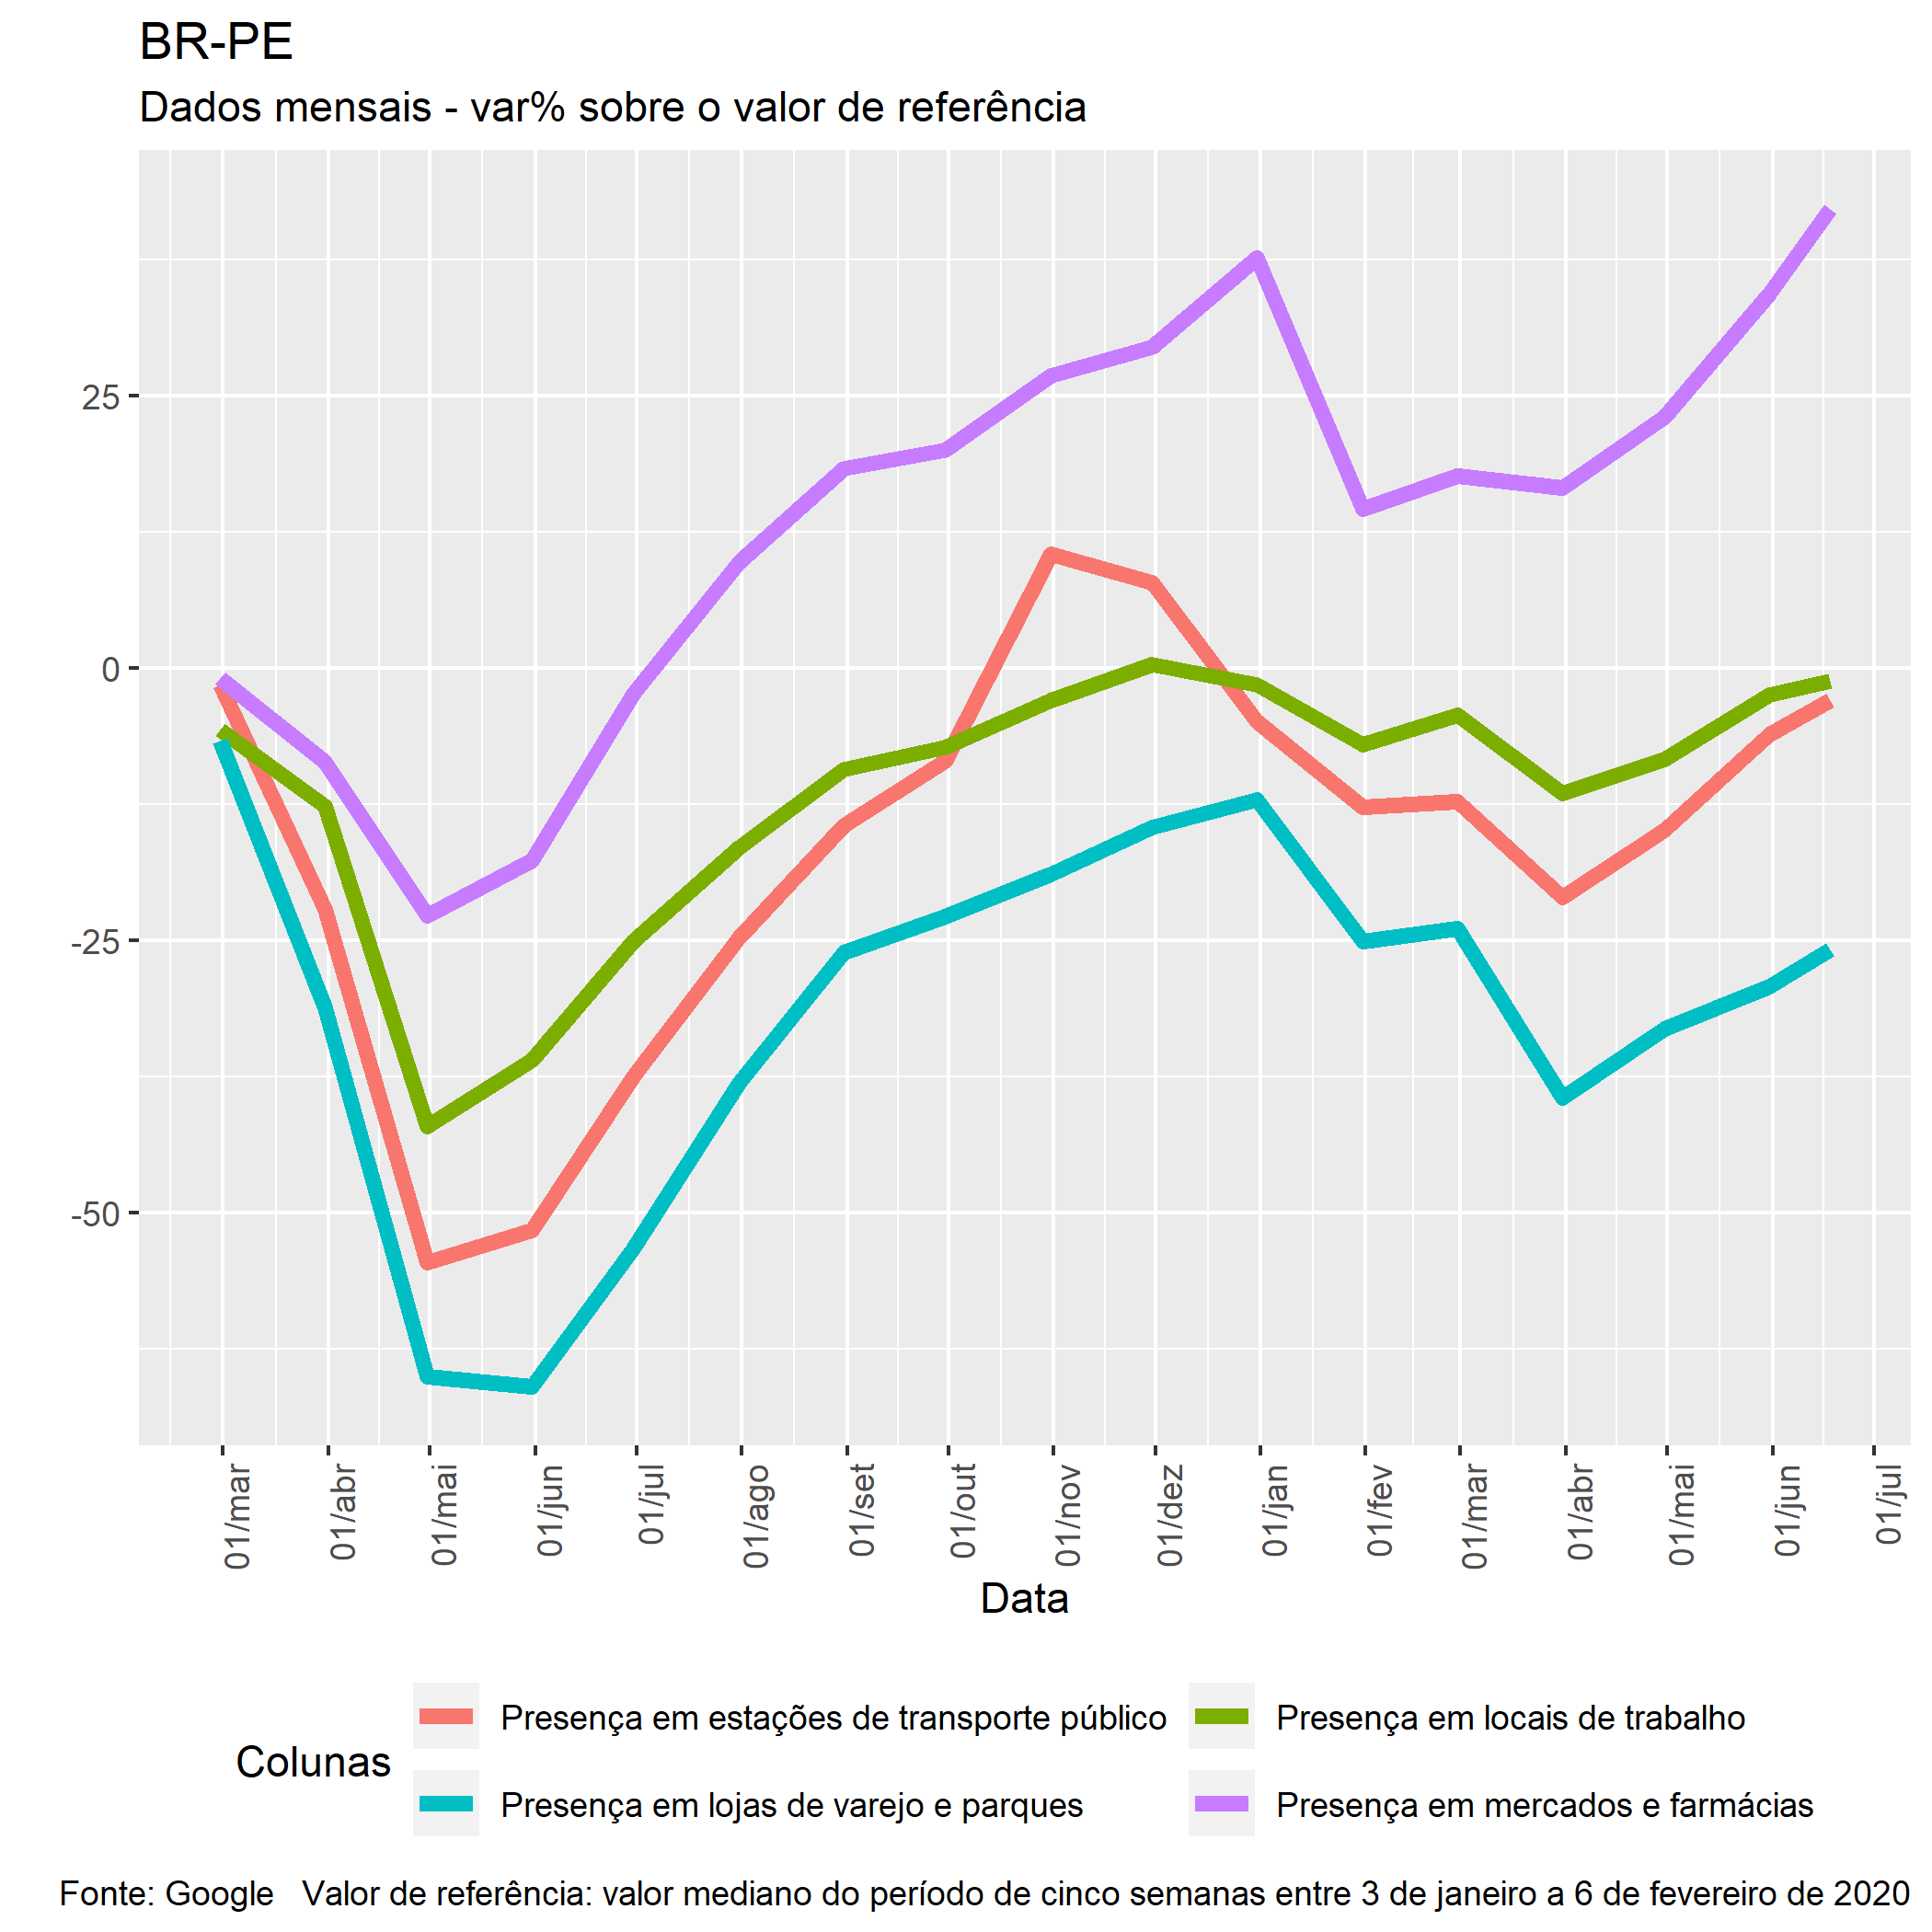 BR-PE
Dados mensais - var% sobre o valor de referência
25
0
-25
-50
01/mar
01/abr
01/mai
01/jun
01/jul
01/ago
01/set
01/out
01/nov
01/dez
01/jan
01/fev
01/mar
01/abr
01/mai
01/jun
01/jul
Data
Colunas
Presença em estações de transporte público
Presença em locais de trabalho
Presença em lojas de varejo e parques
Presença em mercados e farmácias
Fonte: Google   Valor de referência: valor mediano do período de cinco semanas entre 3 de janeiro a 6 de fevereiro de 2020